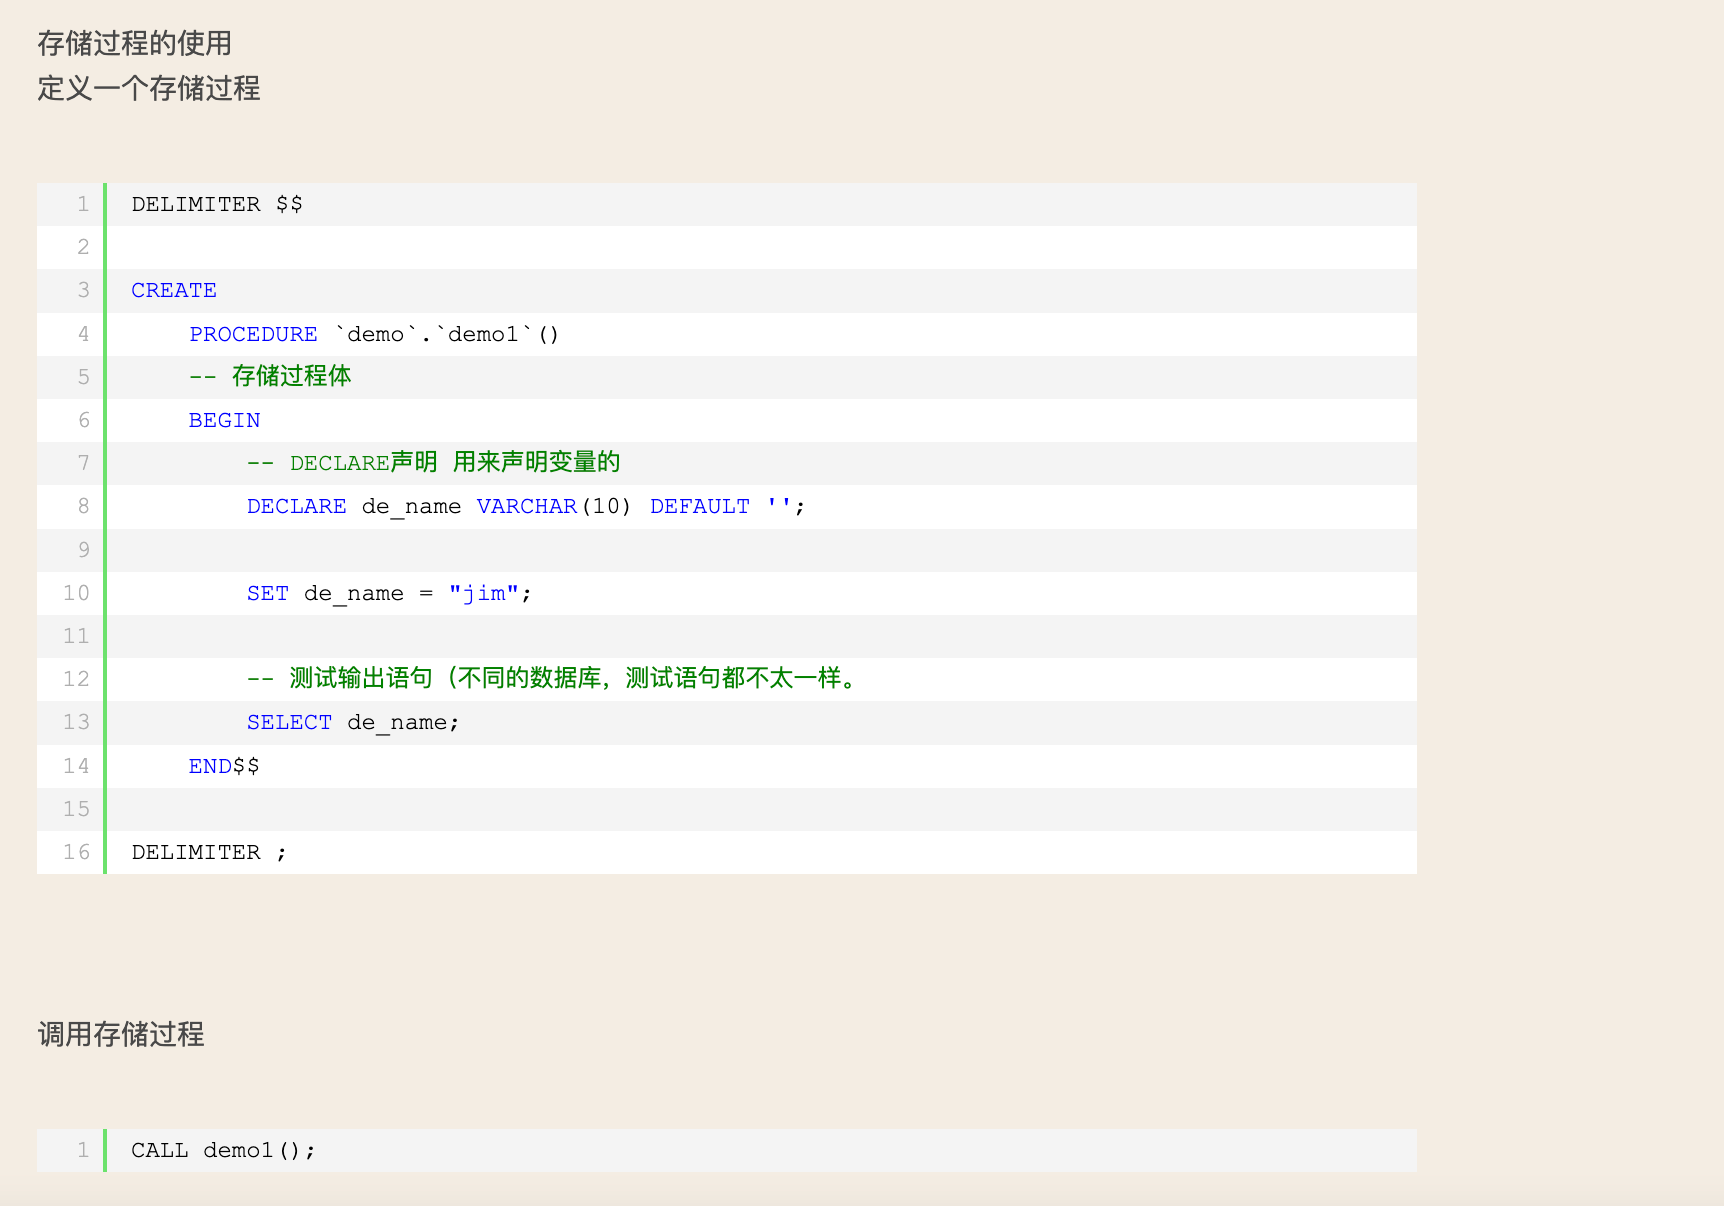 存储过程的使用
定义一个存储过程
1 DELIMITER $$
2
3 CREATE
4     PROCEDURE `demo`.`demo1`()
5     -- 存储过程体
6     BEGIN
7         -- DECLARE声明 用来声明变量的
8         DECLARE de_name VARCHAR(10) DEFAULT '';
9
10         SET de_name = "jim";
11
12         -- 测试输出语句（不同的数据库，测试语句都不太一样。
13         SELECT de_name;
14     END$$
15
16 DELIMITER ;
调用存储过程
1 CALL demo1();